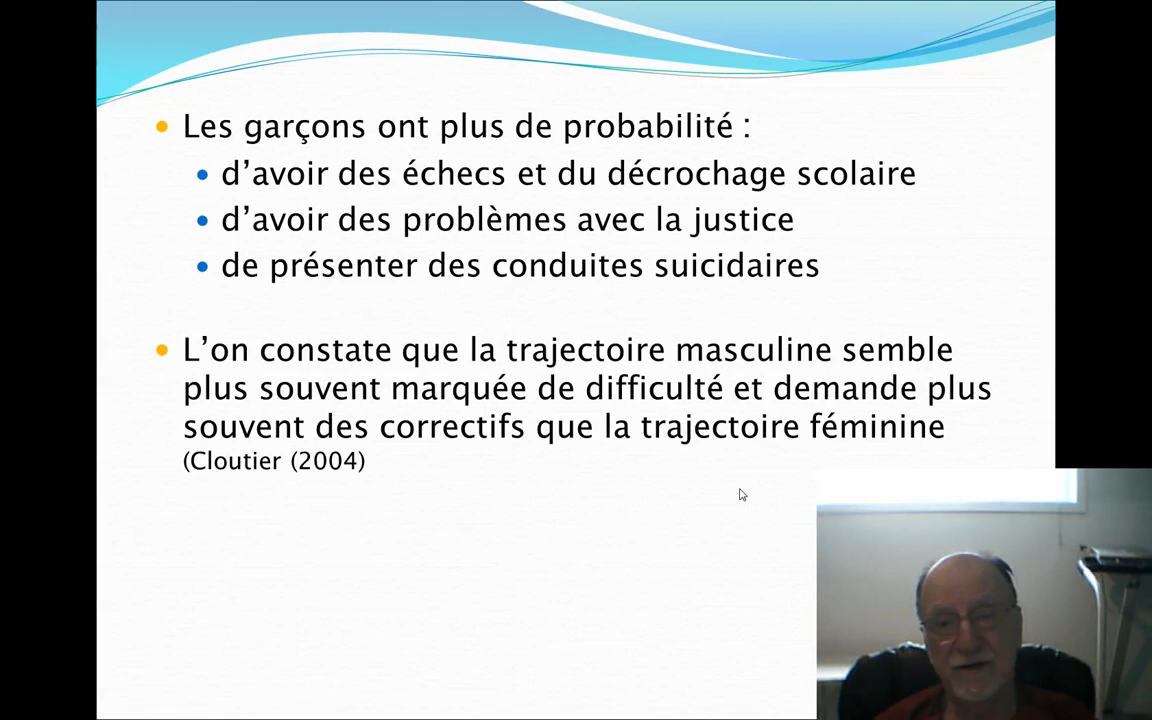 Les garçons ont plus de probabilité :
d’avoir des échecs et du décrochage scolaire
d’avoir des problèmes avec la justice
de présenter des conduites suicidaires
L’on constate que la trajectoire masculine semble
plus souvent marquée de difficulté et demande plus
souvent des correctifs que la trajectoire féminine
(Cloutier (2004)